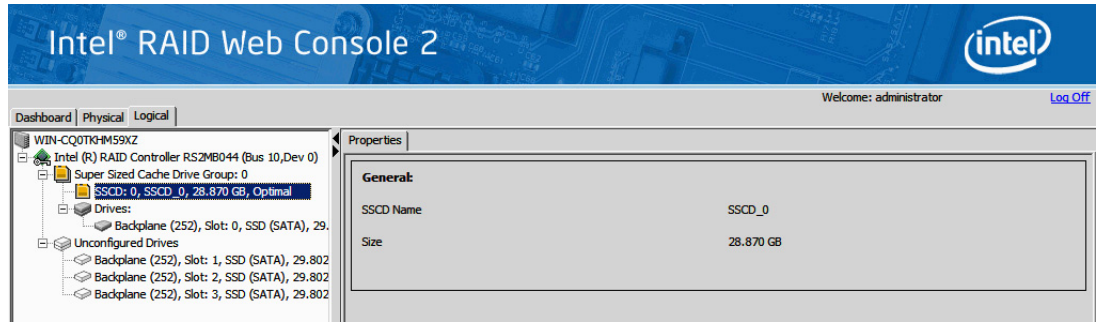 Intel® RAID Web Console 2
intel
Welcome: administrator
Log Off
Dashboard Physical Logical
WIN-CQ0TKHM59XZ
Intel (R) RAID Controller RS2MB044 (Bus 10,Dev 0)
Super Sized Cache Drive Group: 0
SSCD: 0, SSCD_0, 28.870 GB, Optimal
Drives:
Backplane (252), Slot: 0, SSD (SATA), 29.
Unconfigured Drives
Backplane (252), Slot: 1, SSD (SATA), 29.802
Backplane (252), Slot: 2, SSD (SATA), 29.802
Backplane (252), Slot: 3, SSD (SATA), 29.802
Properties
General:
SSCD Name SSCD_0
Size 28.870 GB